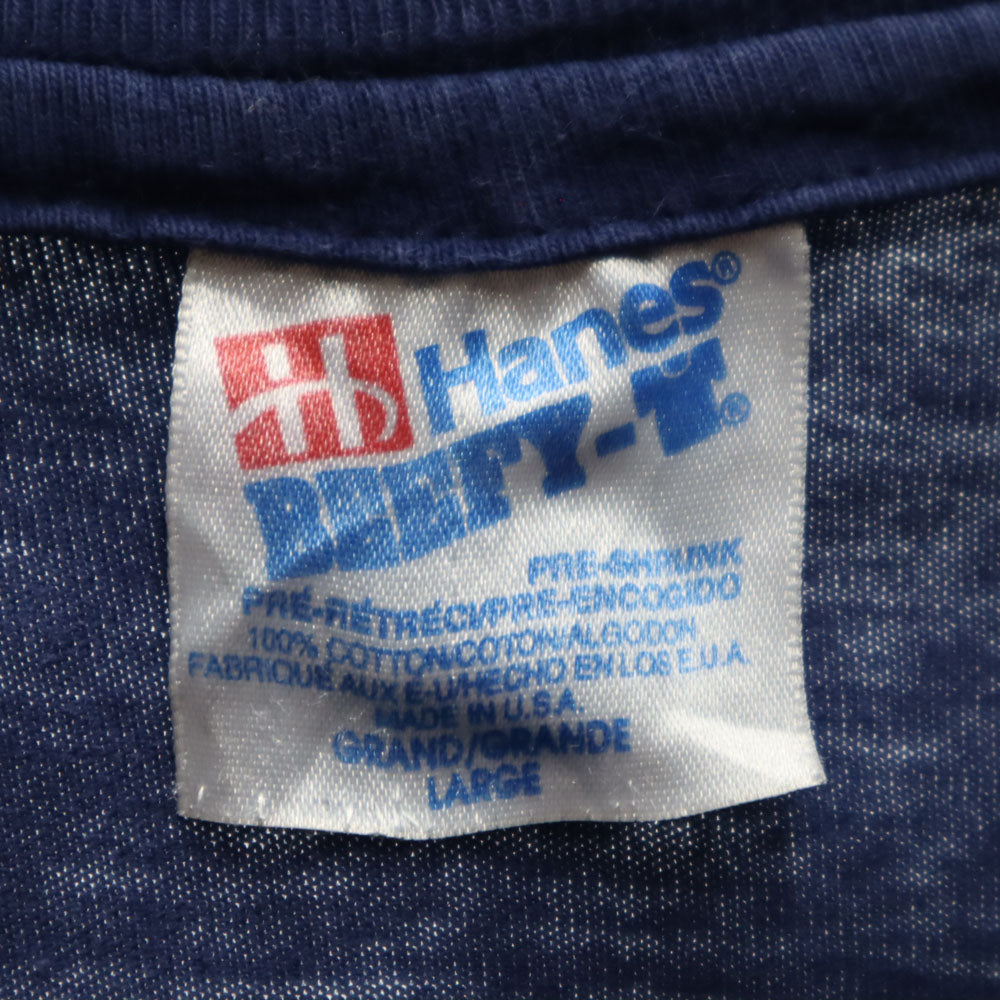 Hanes®
BEEFY-T.®
PRE-SHRUNK
PRÉ-RÉTRÉCI/PRE-ENCOGIDO
100% COTTON/COTON/ALGODON
FABRIQUE AUX É-U/HECHO EN LOS E.U.A.
MADE IN U.S.A.
GRAND/GRANDE
LARGE